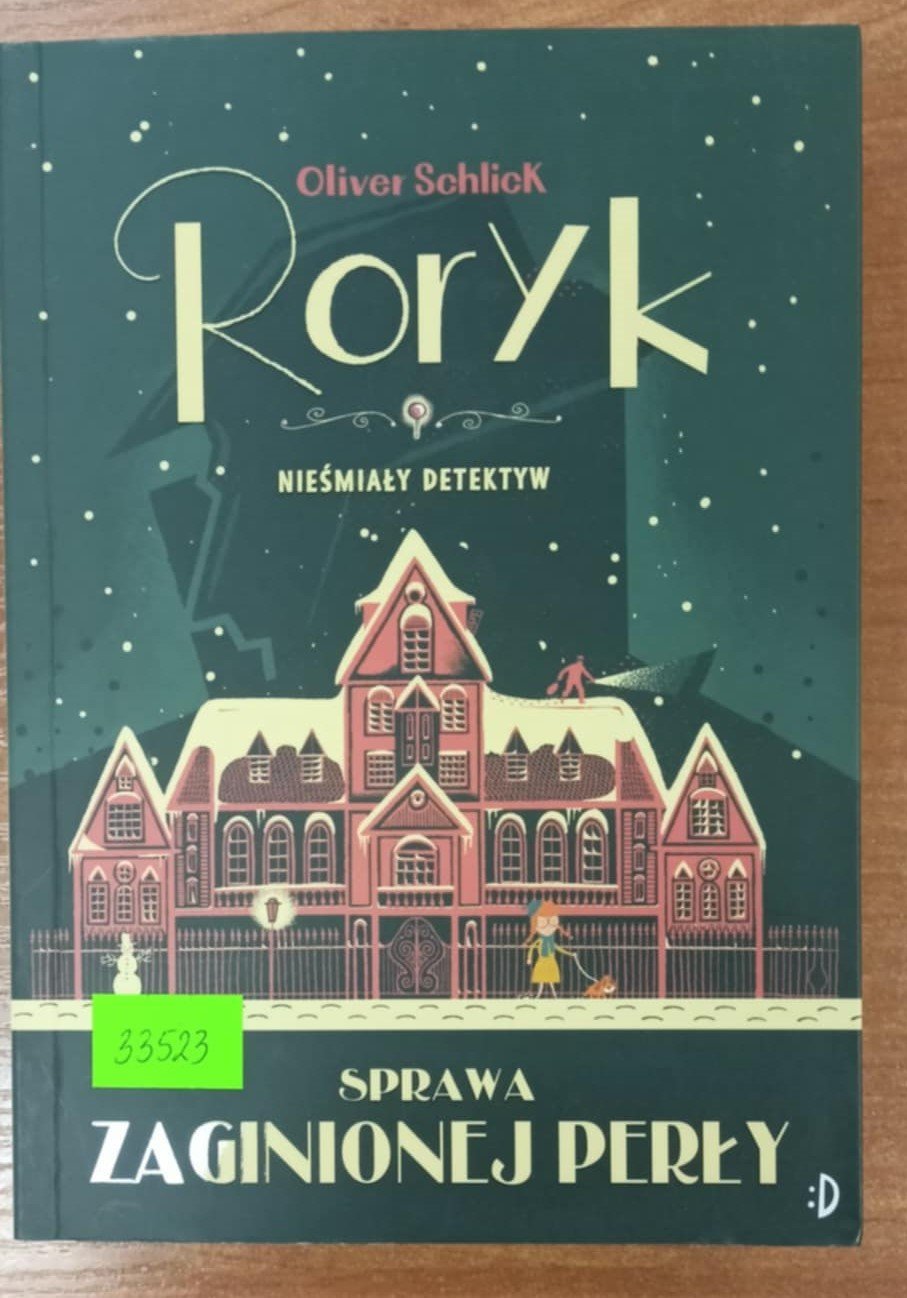 Oliver Schlick
Roryk
NIEŚMIAŁY DETEKTYW
33523
SPRAWA
ZAGINIONEJ PERŁY
:D